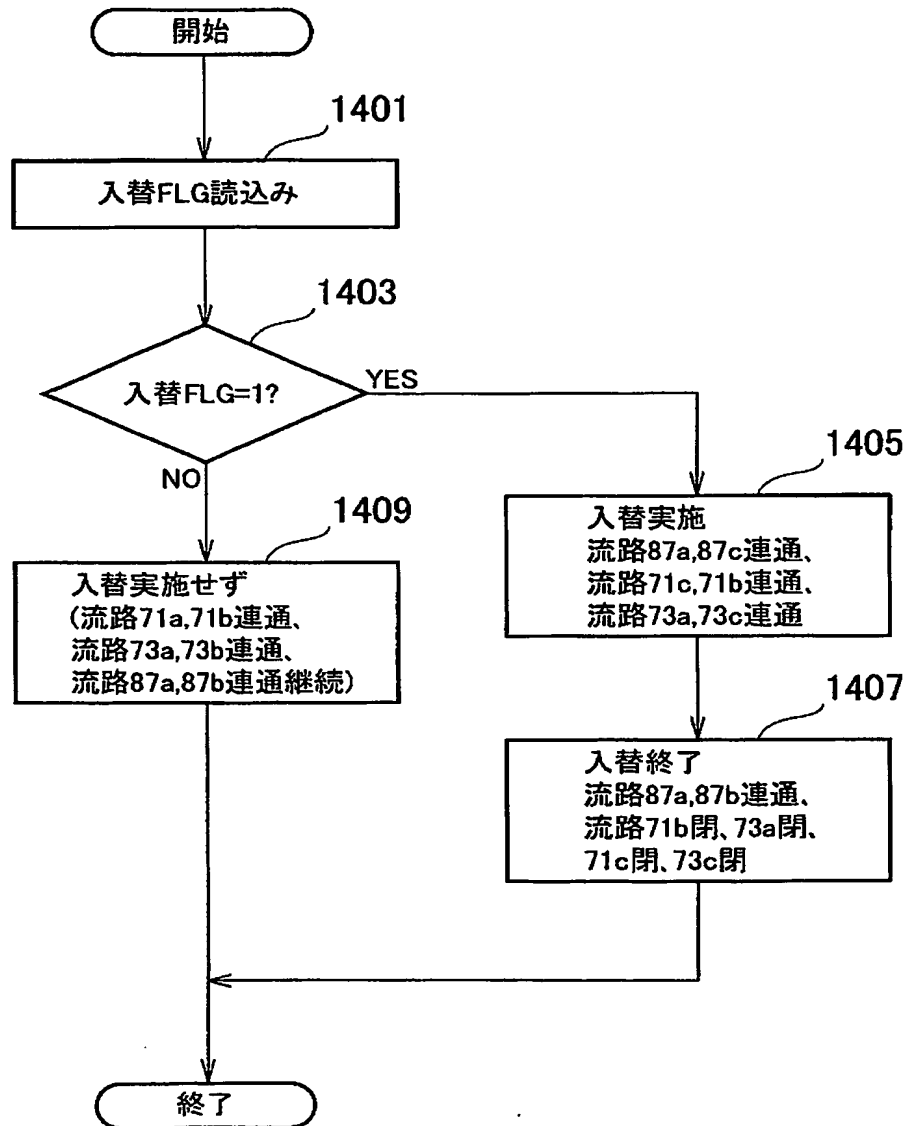 開始
1401
入替FLG読込み
1403
入替FLG=1?
YES
NO
1405
入替実施
流路87a,87c連通、
流路71c,71b連通、
流路73a,73c連通
1409
入替実施せず
(流路71a,71b連通、
流路73a,73b連通、
流路87a,87b連通継続)
1407
入替終了
流路87a,87b連通、
流路71b閉、73a閉、
71c閉、73c閉
終了